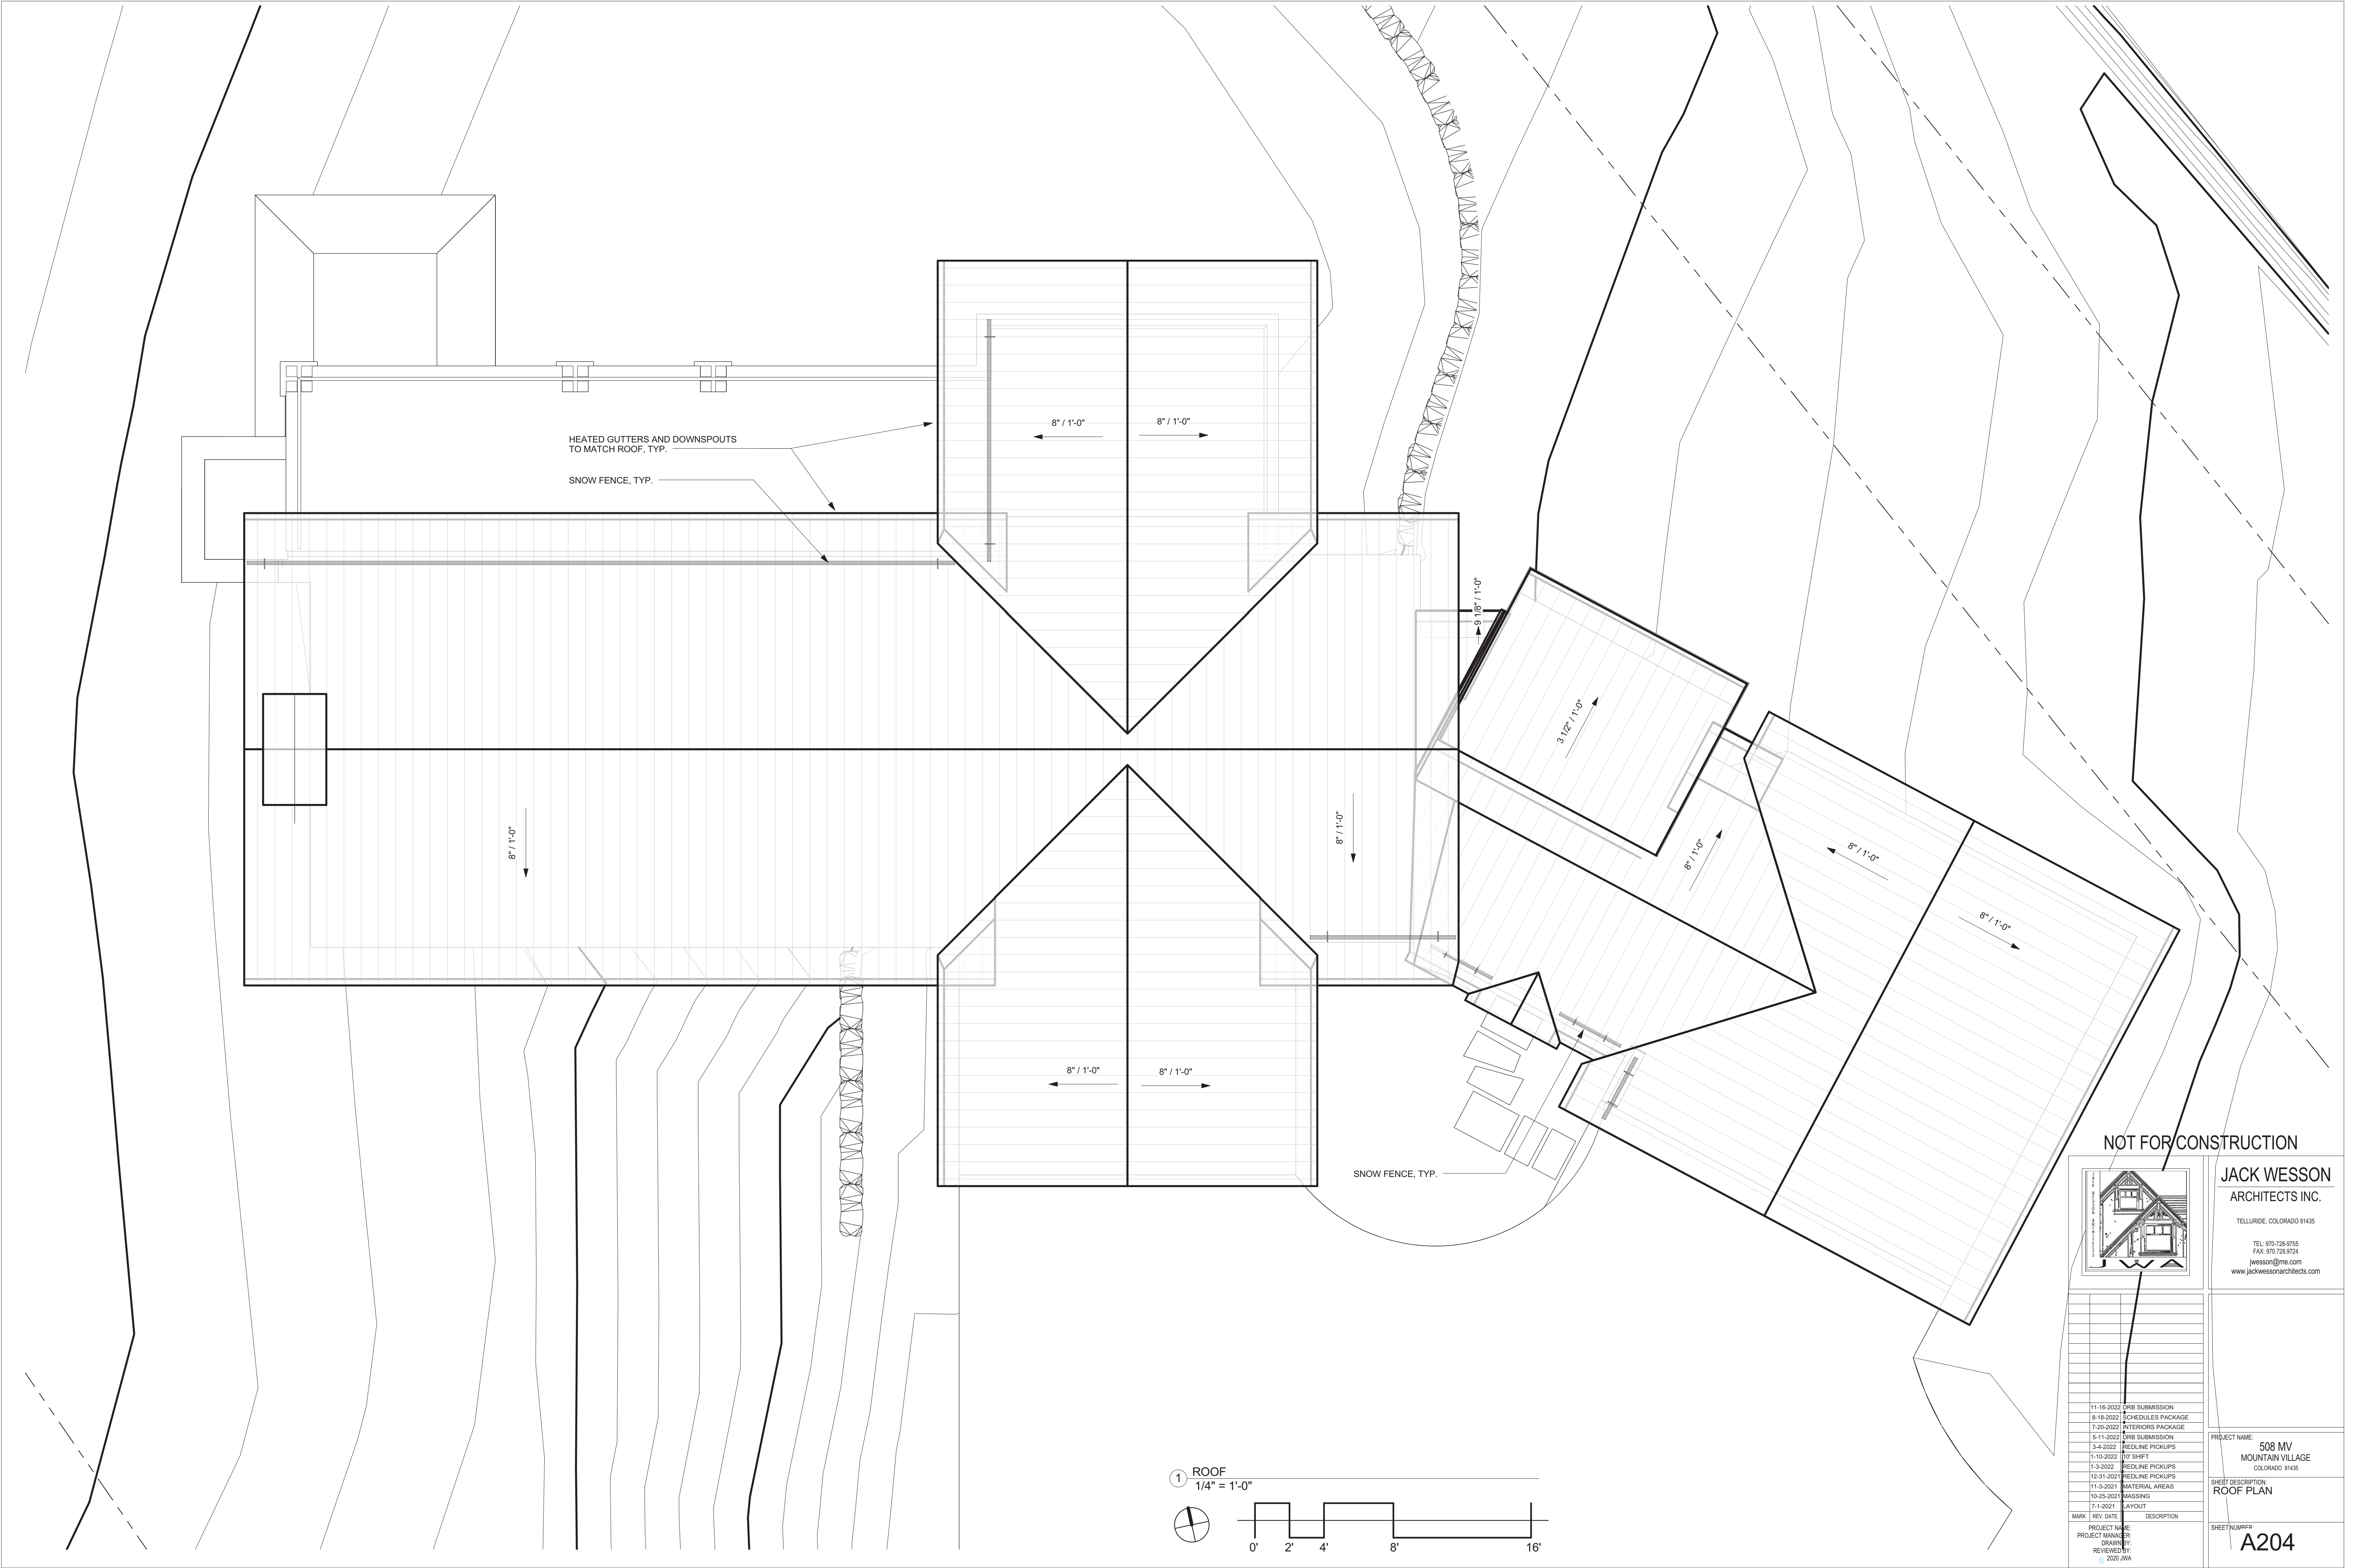 HEATED GUTTERS AND DOWNSPOUTS
TO MATCH ROOF, TYP.
SNOW FENCE, TYP.
8" / 1'-0"
8" / 1'-0"
9 1/8" / 1'-0"
3 1/2" / 1'-0"
8" / 1'-0"
8" / 1'-0"
8" / 1'-0"
8" / 1'-0"
8" / 1'-0"
8" / 1'-0"
8" / 1'-0"
SNOW FENCE, TYP.
1
ROOF
1/4" = 1'-0"
0' 2' 4' 8' 16'
NOT FOR CONSTRUCTION
JACK WESSON ARCHITECTS
JACK WESSON
ARCHITECTS INC.
TELLURIDE, COLORADO 81435
TEL: 970-728-9755
FAX: 970.728.9724
jwesson@me.com
www.jackwessonarchitects.com
11-16-2022 DRB SUBMISSION
8-18-2022 SCHEDULES PACKAGE
7-20-2022 INTERIORS PACKAGE
5-11-2022 DRB SUBMISSION
3-4-2022 REDLINE PICKUPS
1-10-2022 10' SHIFT
1-3-2022 REDLINE PICKUPS
12-31-2021 REDLINE PICKUPS
11-3-2021 MATERIAL AREAS
10-25-2021 MASSING
7-1-2021 LAYOUT
MARK REV. DATE DESCRIPTION
PROJECT NAME:
PROJECT MANAGER:
DRAWN BY:
REVIEWED BY:
© 2020 JWA
PROJECT NAME:
508 MV
MOUNTAIN VILLAGE
COLORADO 81435
SHEET DESCRIPTION:
ROOF PLAN
SHEET NUMBER:
A204